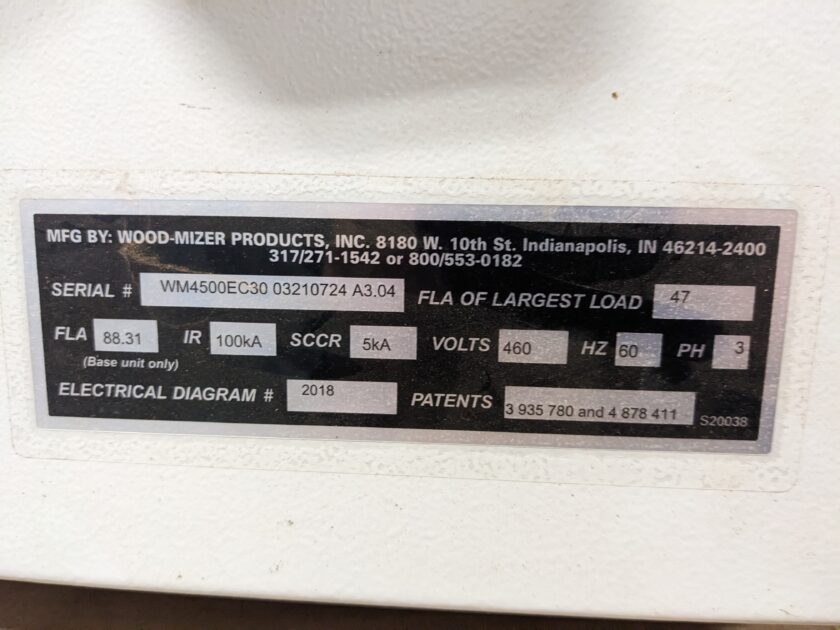 MFG BY: WOOD-MIZER PRODUCTS, INC. 8180 W. 10th St. Indianapolis, IN 46214-2400
317/271-1542 or 800/553-0182
SERIAL # WM4500EC30 03210724 A3.04 FLA OF LARGEST LOAD 47
FLA 88.31 IR 100kA SCCR 5kA VOLTS 460 HZ 60 PH 3
(Base unit only)
ELECTRICAL DIAGRAM # 2018 PATENTS 3 935 780 and 4 878 411 S20038